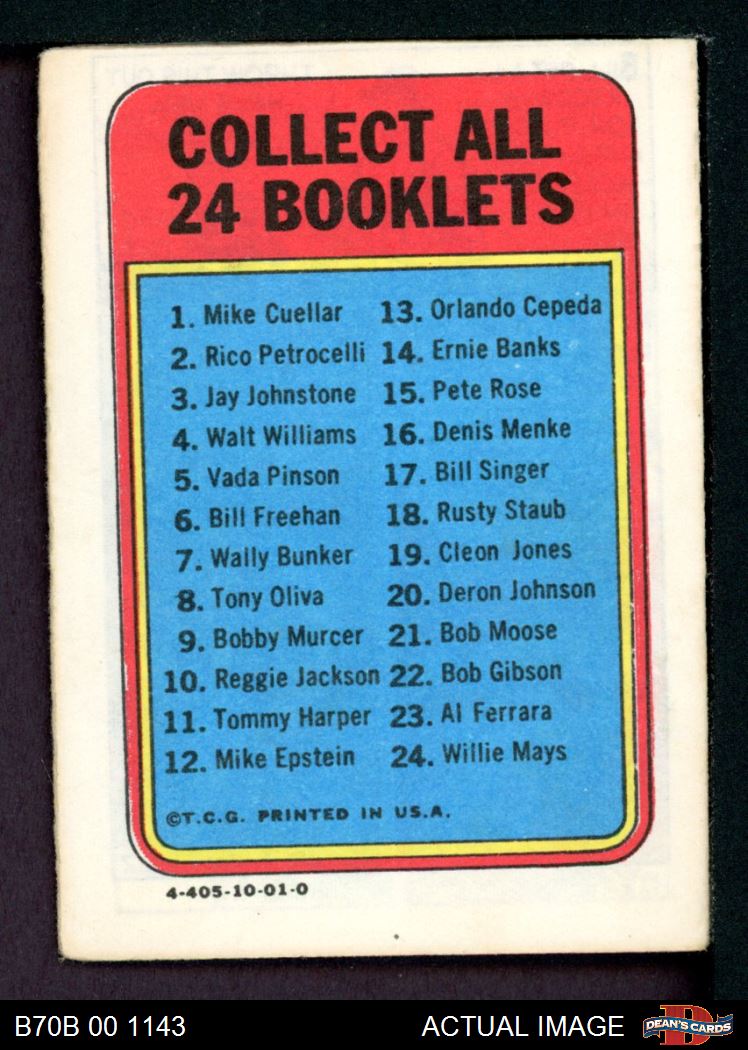 COLLECT ALL
24 BOOKLETS
1. Mike Cuellar
2. Rico Petrocelli
3. Jay Johnstone
4. Walt Williams
5. Vada Pinson
6. Bill Freehan
7. Wally Bunker
8. Tony Oliva
9. Bobby Murcer
10. Reggie Jackson
11. Tommy Harper
12. Mike Epstein
13. Orlando Cepeda
14. Ernie Banks
15. Pete Rose
16. Denis Menke
17. Bill Singer
18. Rusty Staub
19. Cleon Jones
20. Deron Johnson
21. Bob Moose
22. Bob Gibson
23. Al Ferrara
24. Willie Mays
©T.C.G. PRINTED IN U.S.A.
4-405-10-01-0
B70B 00 1143
ACTUAL IMAGE
D
DEAN'S CARDS